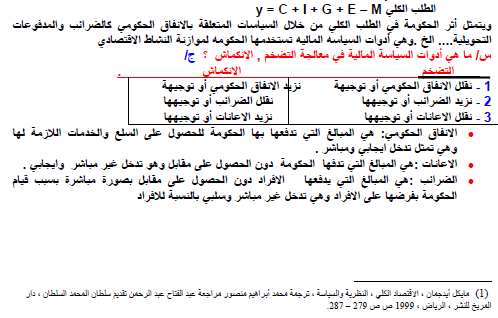 الطلب الكلي y = C + I + G + E – M
ويتمثل أثر الحكومة في الطلب الكلي من خلال السياسات المتعلقة بالانفاق الحكومي كالضرائب والمدفوعات
التحويلية.... الخ .وهي أدوات السياسه المالية تستخدمها الحكومه لموازنة النشاط الاقتصادي
س/ ما هي أدوات السياسة المالية في معالجة التضخم , الانكماش ؟ ج/
التضخم الانكماش .
1 - نقلل الانفاق الحكومي أو توجيهة نزيد الانفاق الحكومي أو توجيهة
2 - نزيد الضرائب أو توجيهها نقلل الضرائب أو توجيهها
3 - نقلل الاعانات أو توجيهها نزيد الاعانات أو توجيهها
• الانفاق الحكومي: هي المبالغ التي تدفعها بها الحكومة للحصول على السلع والخدمات اللازمة لها
وهي تمثل تدخل ايجابي ومباشر .
• الاعانات :هي المبالغ التي تدفها الحكومة دون الحصول على مقابل وهو تدخل غير مباشر وايجابي .
• الضرائب :هي المبالغ التي يدفعها الافراد دون الحصول على مقابل بصورة مباشرة بسبب قيام
الحكومة بفرضها على الافراد وهي تدخل غير مباشر وسلبي بالنسبة للافراد
(1) مايكل أيدجمان ، الاقتصاد الكلي ، النظرية والسياسة ، ترجمة محمد أبراهيم منصور مراجعة عبد الفتاح عبد الرحمن تقديم سلطان المحمد السلطان ، دار
المريخ للنشر ، الرياض ، 1999 ص ص 279 – 287.